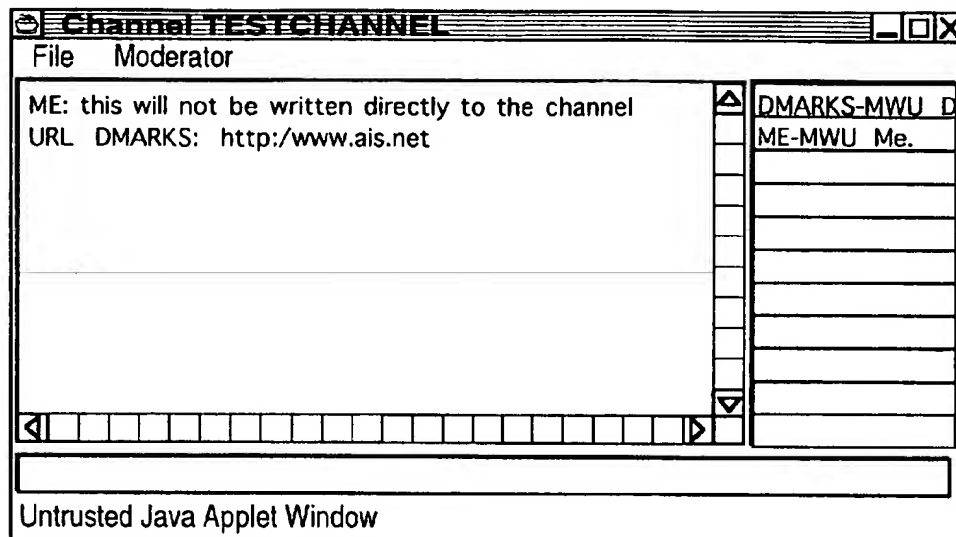 Channel TESTCHANNEL
File Moderator
ME: this will not be written directly to the channel
URL DMARKS: http:/www.ais.net
DMARKS-MWU D
ME-MWU Me.
Untrusted Java Applet Window